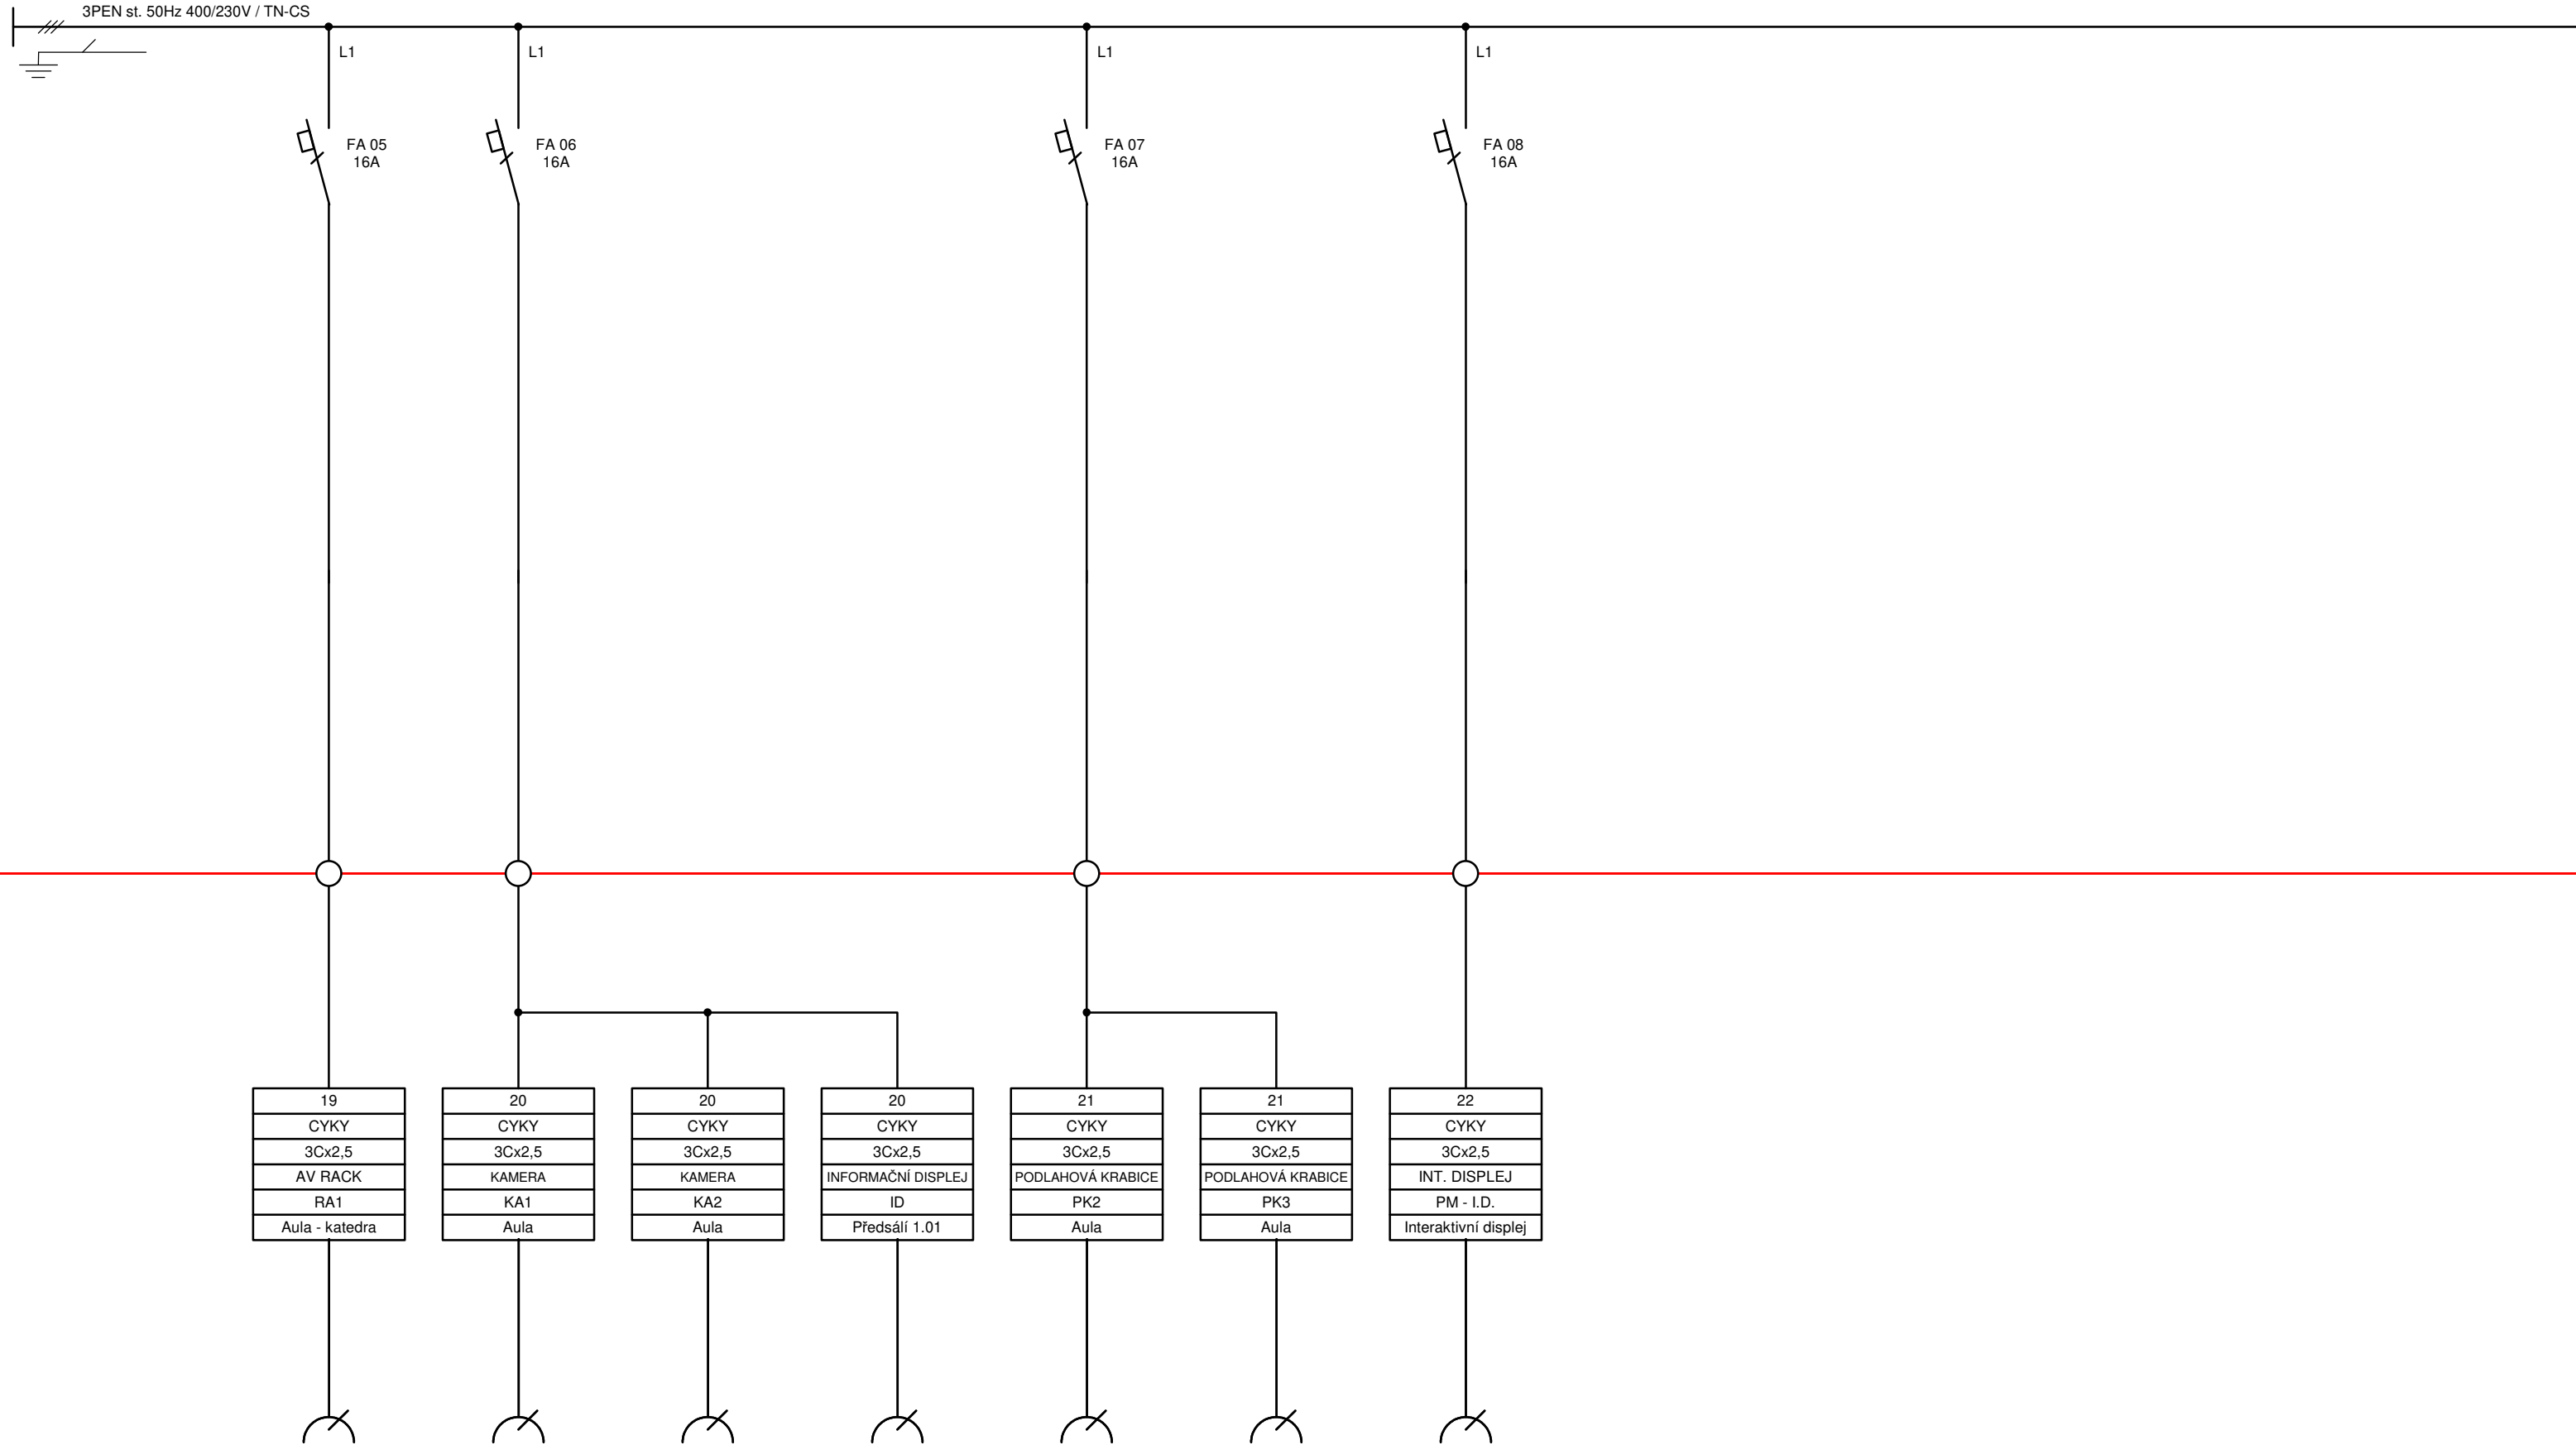 3PEN st. 50Hz 400/230V / TN-CS
L1
L1
L1
L1
FA 05
16A
FA 06
16A
FA 07
16A
FA 08
16A
19
CYKY
3Cx2,5
AV RACK
RA1
Aula - katedra
20
CYKY
3Cx2,5
KAMERA
KA1
Aula
20
CYKY
3Cx2,5
KAMERA
KA2
Aula
20
CYKY
3Cx2,5
INFORMAČNÍ DISPLEJ
ID
Předsálí 1.01
21
CYKY
3Cx2,5
PODLAHOVÁ KRABICE
PK2
Aula
21
CYKY
3Cx2,5
PODLAHOVÁ KRABICE
PK3
Aula
22
CYKY
3Cx2,5
INT. DISPLEJ
PM - I.D.
Interaktivní displej